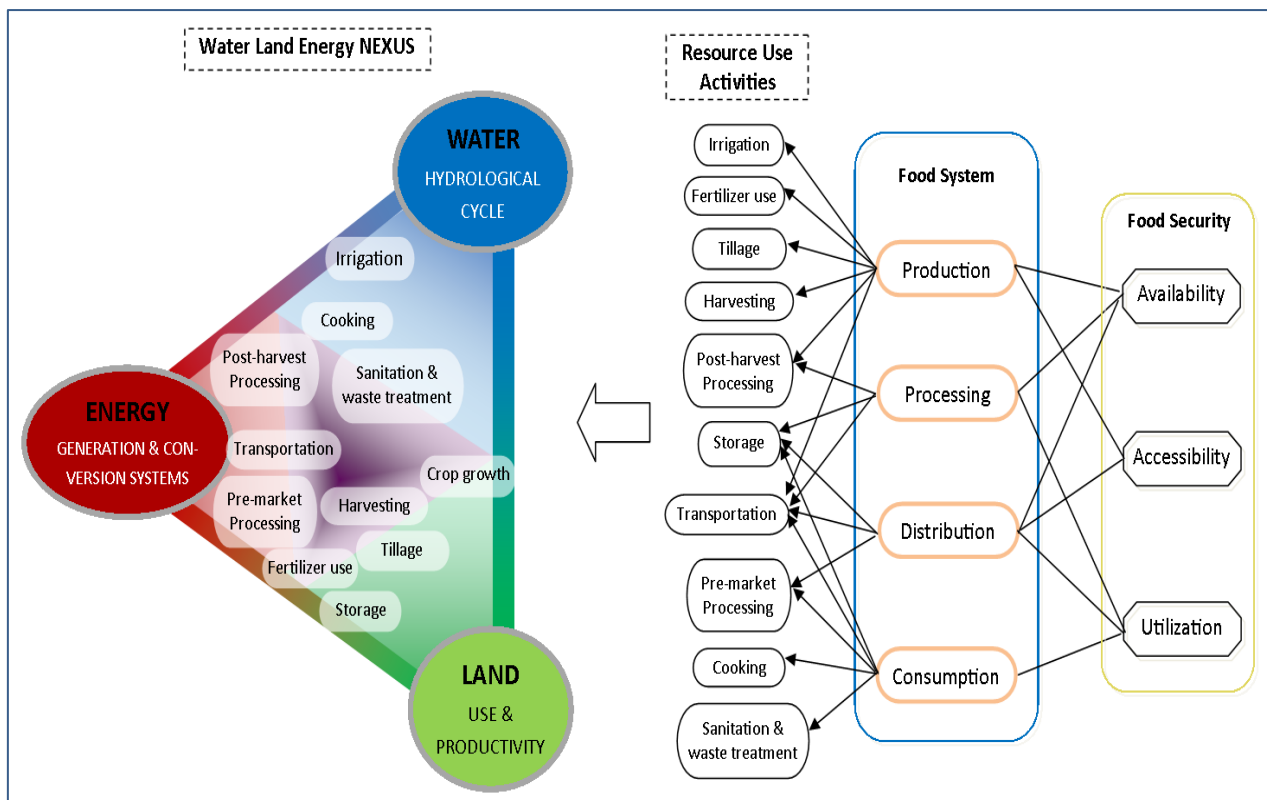 Water Land Energy NEXUS
WATER
HYDROLOGICAL
CYCLE
Irrigation
Cooking
Post-harvest
Processing
Sanitation &
waste treatment
ENERGY
GENERATION & CON-
VERSION SYSTEMS
Transportation
Crop growth
Pre-market
Processing
Harvesting
Tillage
Fertilizer use
Storage
LAND
USE &
PRODUCTIVITY
Resource Use
Activities
Irrigation
Fertilizer use
Tillage
Harvesting
Post-harvest
Processing
Storage
Transportation
Pre-market
Processing
Cooking
Sanitation &
waste treatment
Food System
Production
Processing
Distribution
Consumption
Food Security
Availability
Accessibility
Utilization